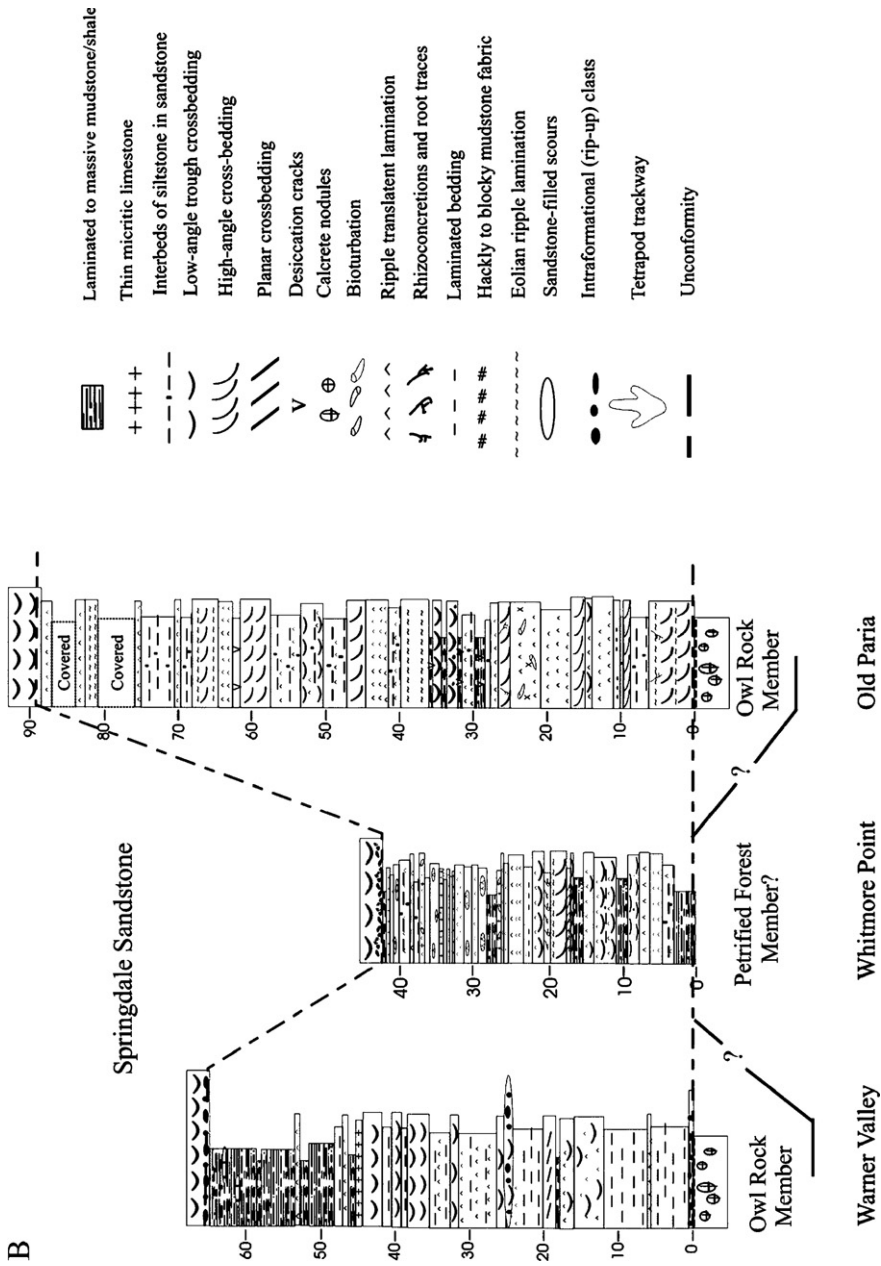 B
Springdale Sandstone
60
50
40
30
20
10
0
Owl Rock
Member
Warner Valley
?
40
30
20
10
0
Petrified Forest
Member?
Whitmore Point
?
90
80
70
60
50
40
30
20
10
0
Covered
Covered
Owl Rock
Member
Old Paria
Laminated to massive mudstone/shale
Thin micritic limestone
Interbeds of siltstone in sandstone
Low-angle trough crossbedding
High-angle cross-bedding
Planar crossbedding
Desiccation cracks
Calcrete nodules
Bioturbation
Ripple translatent lamination
Rhizoconcretions and root traces
Laminated bedding
Hackly to blocky mudstone fabric
Eolian ripple lamination
Sandstone-filled scours
Intraformational (rip-up) clasts
Tetrapod trackway
Unconformity